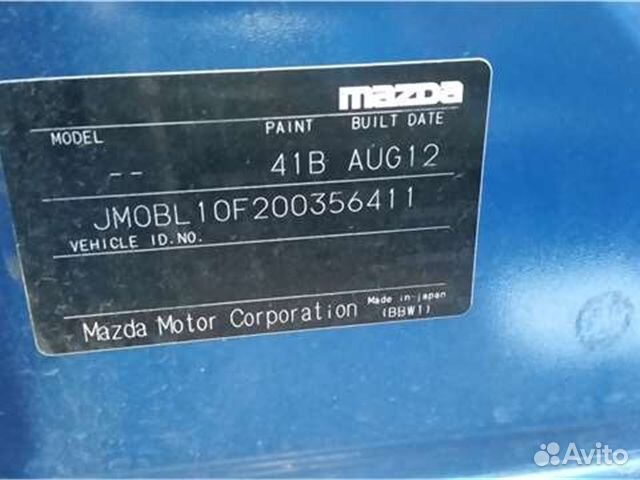 mazda
MODEL PAINT BUILT DATE
-- 41B AUG12
JM0BL10F200356411
VEHICLE ID.NO.
Mazda Motor Corporation Made in japan
(BBW1)
Avito